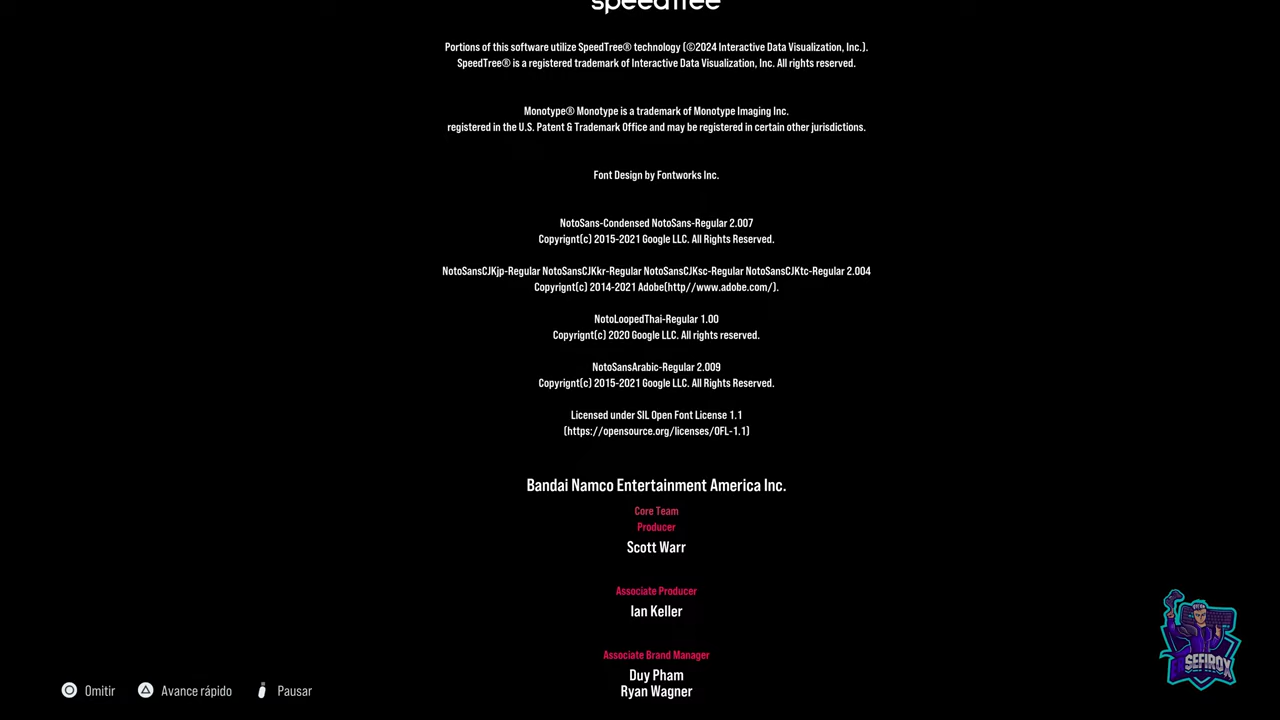 speedtree
Portions of this software utilize SpeedTree® technology (©2024 Interactive Data Visualization, Inc.).
SpeedTree® is a registered trademark of Interactive Data Visualization, Inc. All rights reserved.
Monotype® Monotype is a trademark of Monotype Imaging Inc.
registered in the U.S. Patent & Trademark Office and may be registered in certain other jurisdictions.
Font Design by Fontworks Inc.
NotoSans-Condensed NotoSans-Regular 2.007
Copyrignt(c) 2015-2021 Google LLC. All Rights Reserved.
NotoSansCJKjp-Regular NotoSansCJKkr-Regular NotoSansCJKsc-Regular NotoSansCJKtc-Regular 2.004
Copyrignt(c) 2014-2021 Adobe(http//www.adobe.com/).
NotoLoopedThai-Regular 1.00
Copyrignt(c) 2020 Google LLC. All rights reserved.
NotoSansArabic-Regular 2.009
Copyrignt(c) 2015-2021 Google LLC. All Rights Reserved.
Licensed under SIL Open Font License 1.1
(https://opensource.org/licenses/OFL-1.1)
Bandai Namco Entertainment America Inc.
Core Team
Producer
Scott Warr
Associate Producer
Ian Keller
Associate Brand Manager
Duy Pham
Ryan Wagner
Omitir
Avance rápido
Pausar
SEFIROX